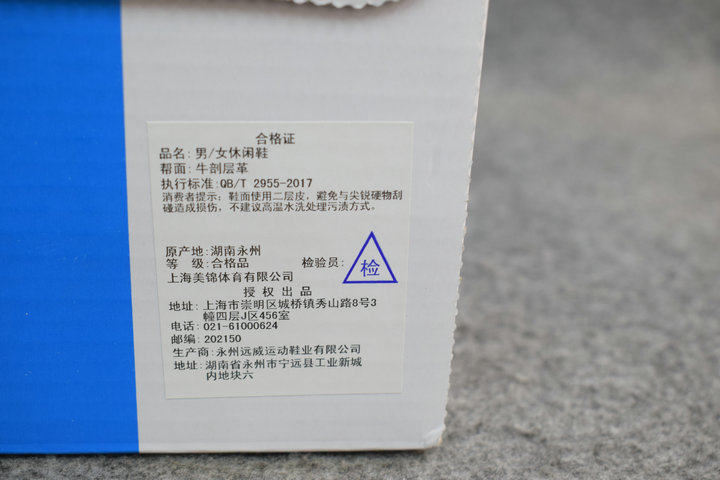 合格证
品名: 男/女休闲鞋
帮面: 牛剖层革
执行标准:QB/T 2955-2017
消费者提示: 鞋面使用二层皮, 避免与尖锐硬物刮
碰造成损伤, 不建议高温水洗处理污渍方式。
原产地: 湖南永州
等 级:合格品 检验员: 检
上海美锦体育有限公司
授 权 出 品
地址: 上海市崇明区城桥镇秀山路8号3
幢四层J区456室
电话: 021-61000624
邮编: 202150
生产商: 永州远威运动鞋业有限公司
地址: 湖南省永州市宁远县工业新城
内地块六